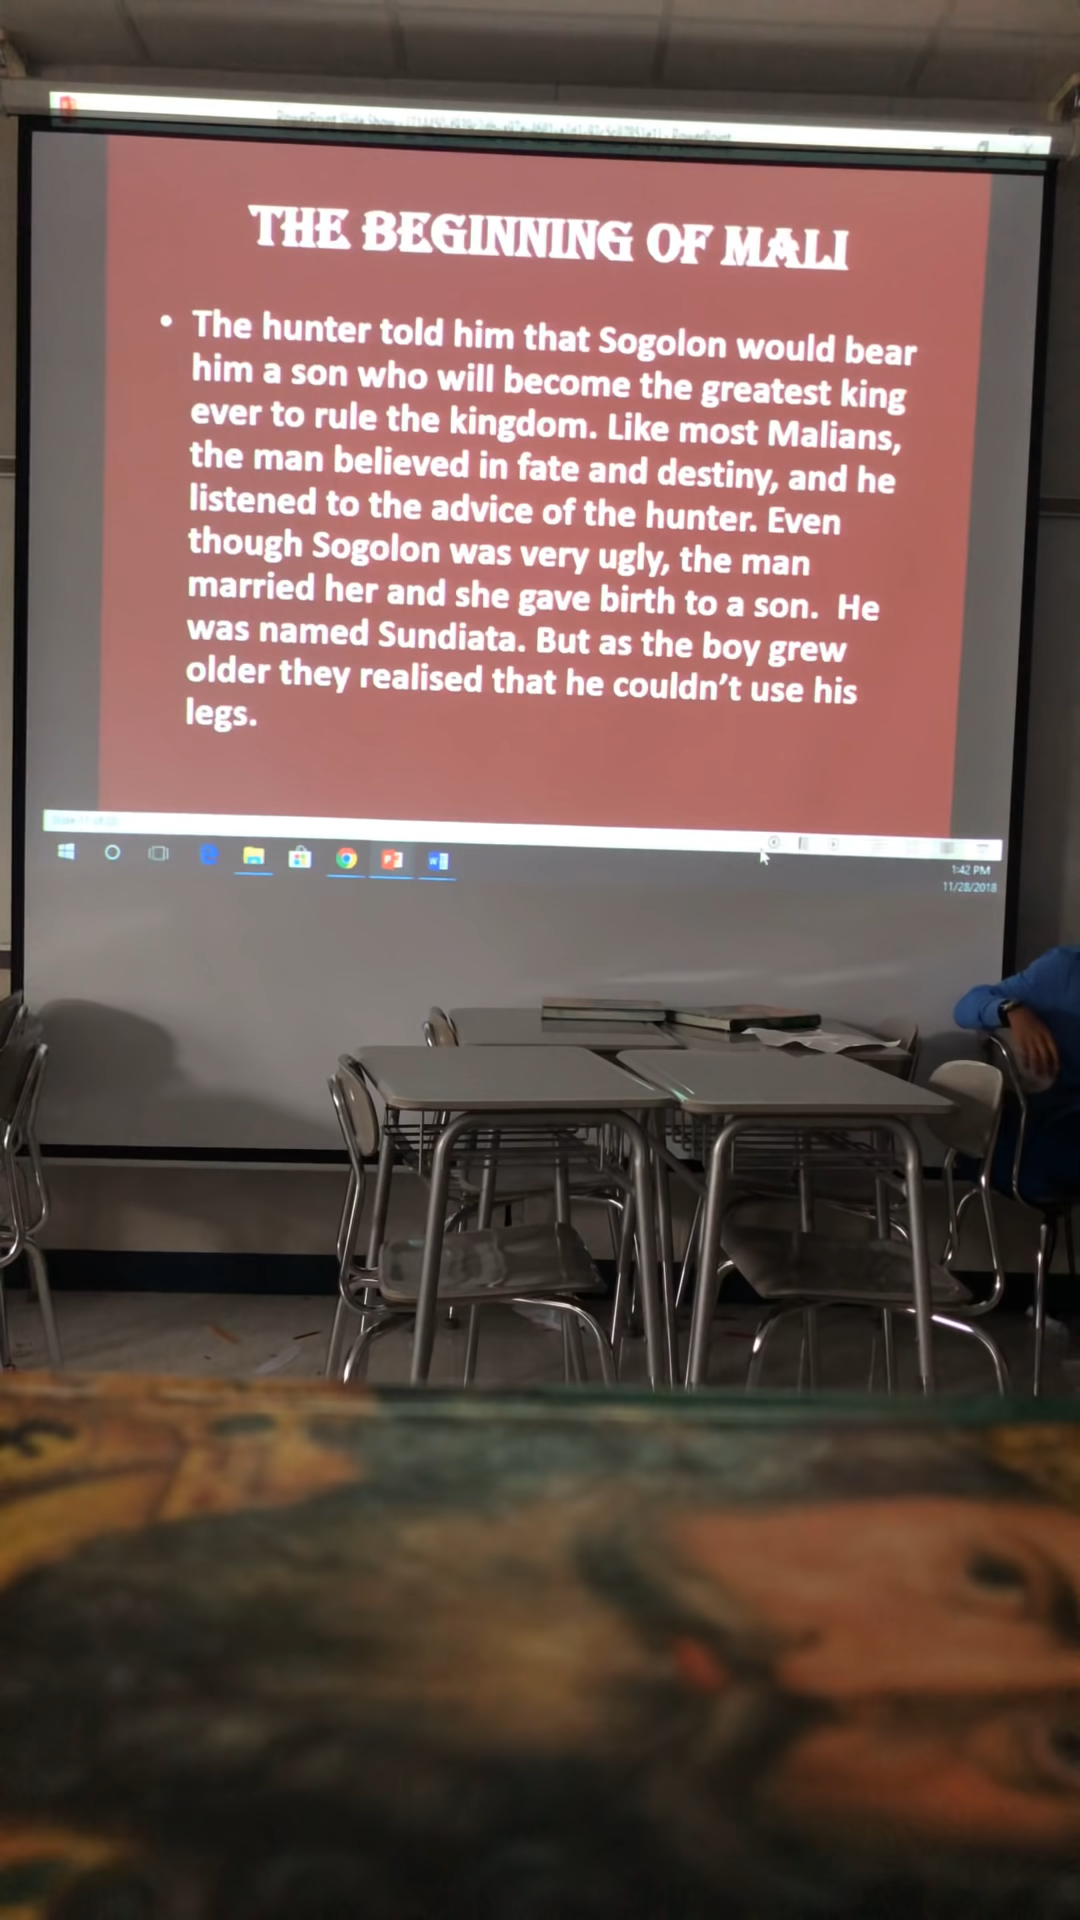 THE BEGINNING OF MALI
• The hunter told him that Sogolon would bear
him a son who will become the greatest king
ever to rule the kingdom. Like most Malians,
the man believed in fate and destiny, and he
listened to the advice of the hunter. Even
though Sogolon was very ugly, the man
married her and she gave birth to a son.  He
was named Sundiata. But as the boy grew
older they realised that he couldn’t use his
legs.
1:42 PM
11/28/2018